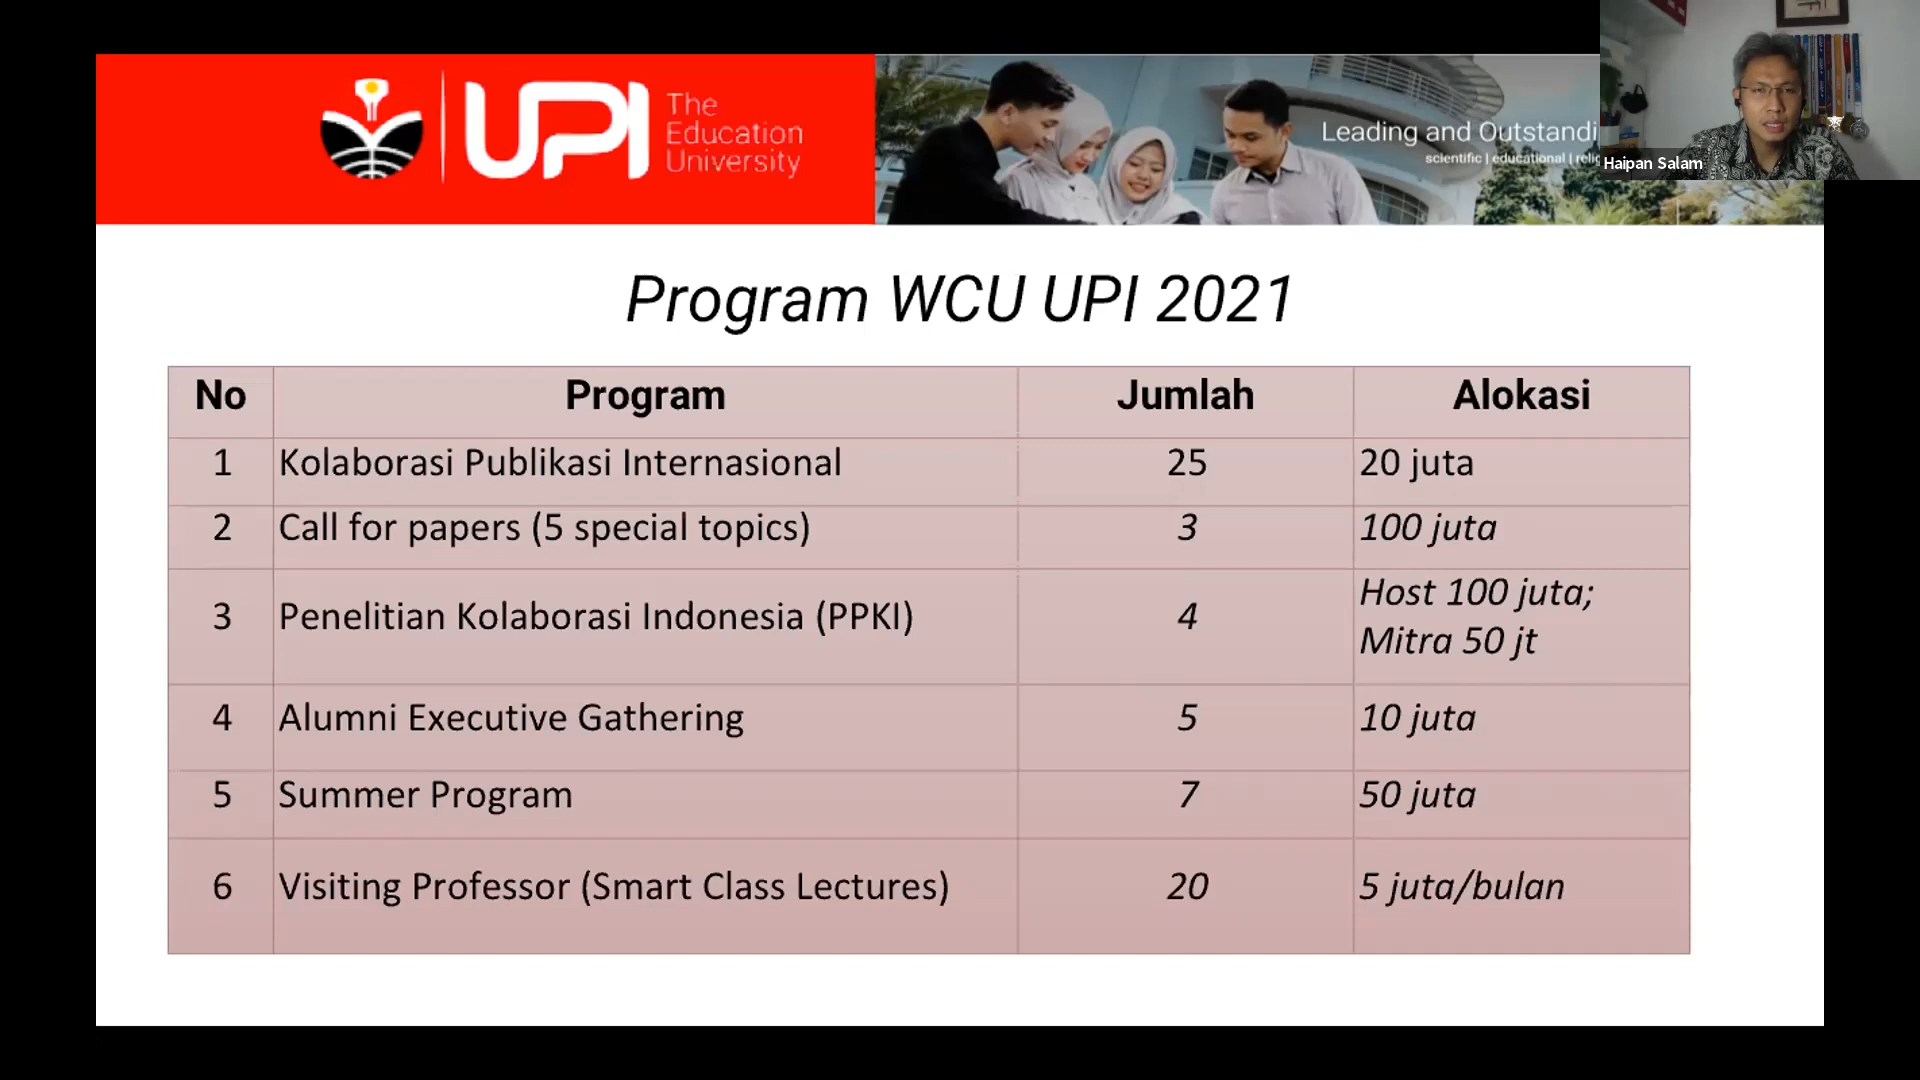 UPI
The
Education
University
Leading and Outstandi
scientific | educational | relig
Haipan Salam
Program WCU UPI 2021
No Program Jumlah Alokasi
1 Kolaborasi Publikasi Internasional 25 20 juta
2 Call for papers (5 special topics) 3 100 juta
3 Penelitian Kolaborasi Indonesia (PPKI) 4 Host 100 juta;
Mitra 50 jt
4 Alumni Executive Gathering 5 10 juta
5 Summer Program 7 50 juta
6 Visiting Professor (Smart Class Lectures) 20 5 juta/bulan